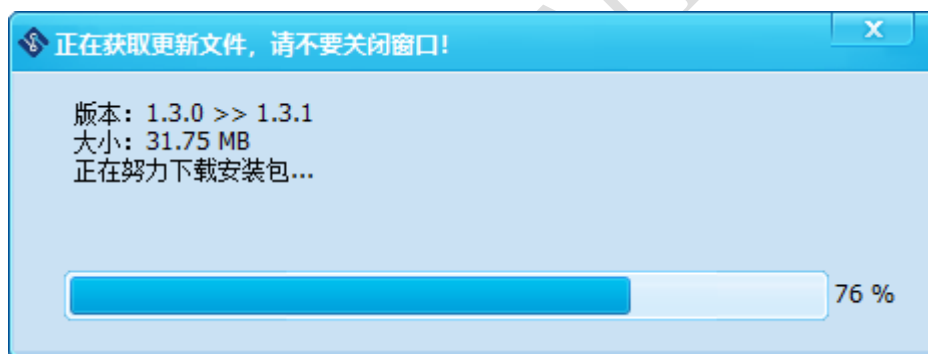 正在获取更新文件，请不要关闭窗口!
X
版本: 1.3.0 >> 1.3.1
大小: 31.75 MB
正在努力下载安装包...
76 %